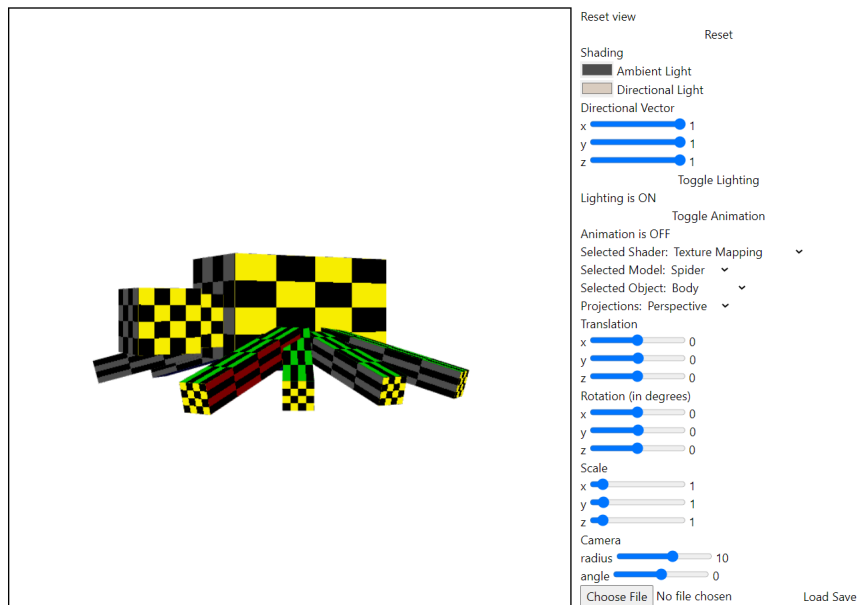 Reset view
Reset
Shading
Ambient Light
Directional Light
Directional Vector
x 1
y 1
z 1
Toggle Lighting
Lighting is ON
Toggle Animation
Animation is OFF
Selected Shader: Texture Mapping
Selected Model: Spider
Selected Object: Body
Projections: Perspective
Translation
x 0
y 0
z 0
Rotation (in degrees)
x 0
y 0
z 0
Scale
x 1
y 1
z 1
Camera
radius 10
angle 0
Choose File No file chosen Load Save